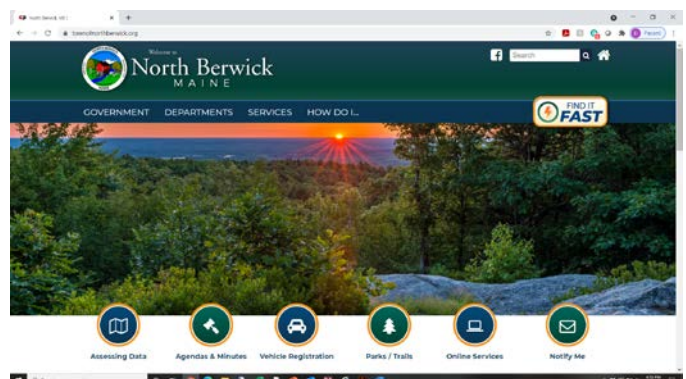 North Berwick, ME
townofnorthberwick.org
Welcome to
North Berwick
MAINE
Search
GOVERNMENT DEPARTMENTS SERVICES HOW DO I...
FIND IT
FAST
Assessing Data Agendas & Minutes Vehicle Registration Parks / Trails Online Services Notify Me